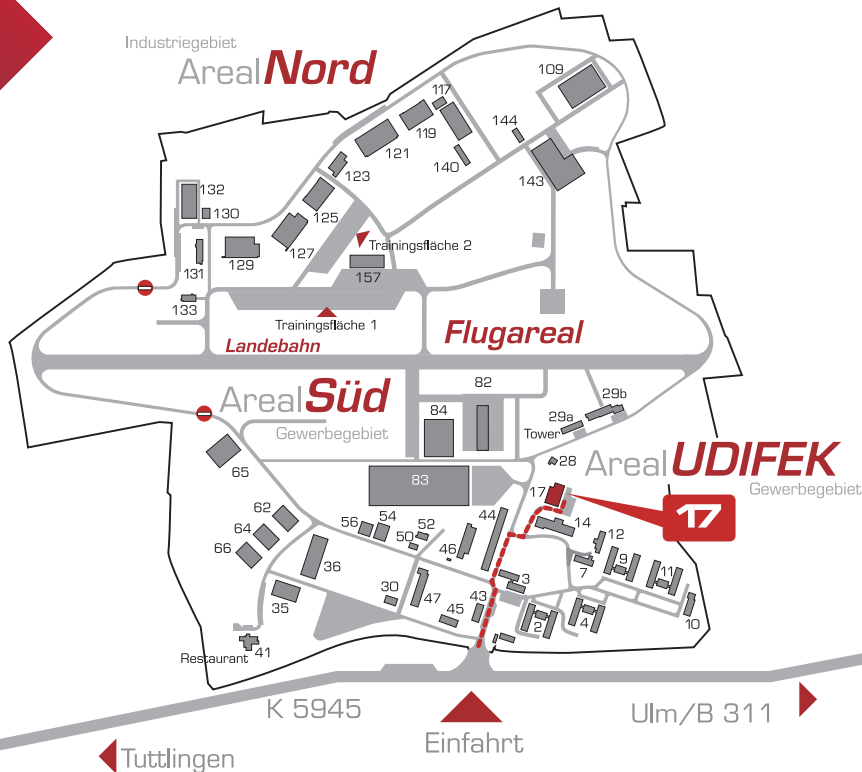 Industriegebiet
Areal Nord
109
117
119
144
121
140
143
123
132
125
130
Trainingsfläche 2
127
129
131
157
133
Trainingsfläche 1
Landebahn
Flugareal
Areal Süd
Gewerbegebiet
82
84
29a
29b
Tower
28
Areal UDIFEK
Gewerbegebiet
65
83
17
17
62
56
54
52
44
14
64
50
12
66
46
36
7
9
11
3
35
30
47
43
45
2
4
10
Restaurant
41
K 5945
Ulm/B 311
Einfahrt
Tuttlingen